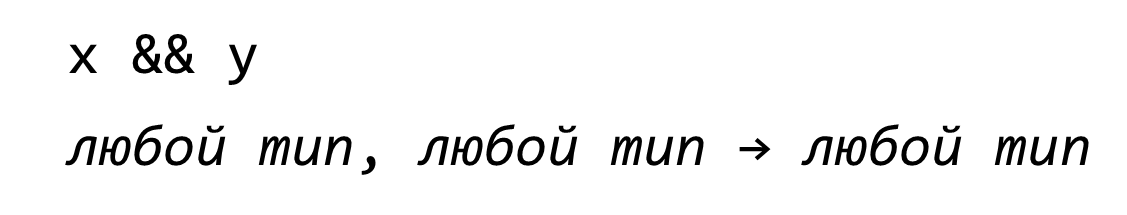 x && y
любой тип, любой тип → любой тип